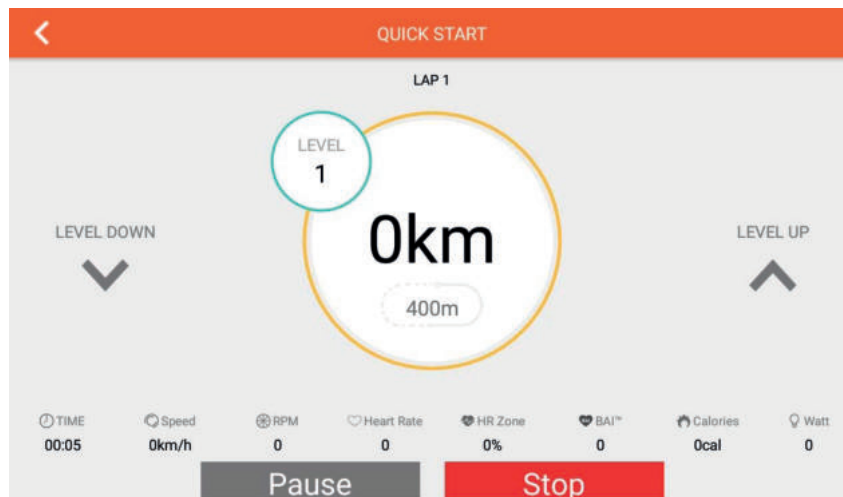 QUICK START
LAP 1
LEVEL
1
LEVEL DOWN
0km
LEVEL UP
400m
TIME Speed RPM Heart Rate HR Zone BAI™ Calories Watt
00:05 0km/h 0 0 0% 0 0cal 0
Pause Stop